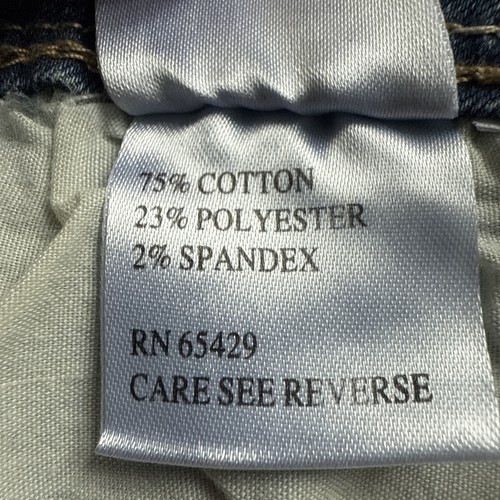 75% COTTON
23% POLYESTER
2% SPANDEX
RN 65429
CARE SEE REVERSE